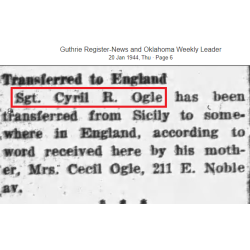 Guthrie Register-News and Oklahoma Weekly Leader
20 Jan 1944, Thu · Page 6
Transferred to England
Sgt. Cyril R. Ogle has been
transferred from Sicily to some-
where in England, according to
word received here by his moth-
er, Mrs. Cecil Ogle, 211 E. Noble
av.